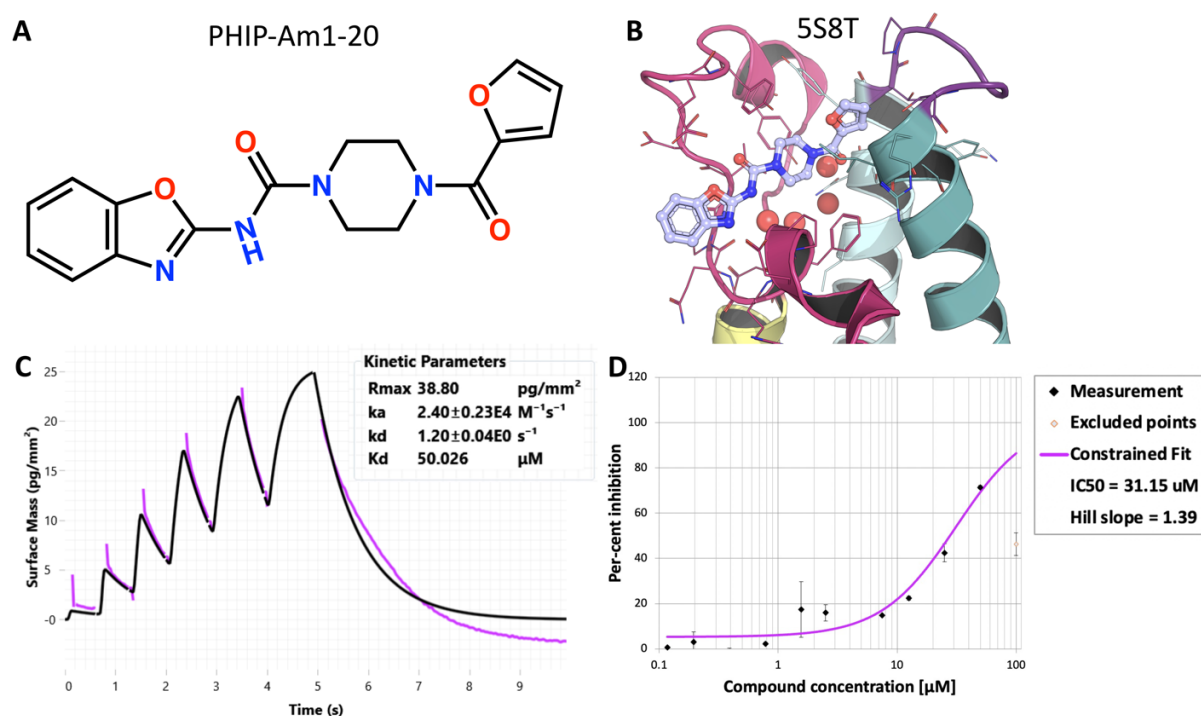 A
PHIP-Am1-20
O
O
N
H
N
N
N
O
O
B
5S8T
C
Kinetic Parameters
Rmax 38.80 pg/mm²
ka 2.40±0.23E4 M⁻¹s⁻¹
kd 1.20±0.04E0 s⁻¹
Kd 50.026 µM
Surface Mass (pg/mm²)
25
20
15
10
5
-0
0 1 2 3 4 5 6 7 8 9
Time (s)
D
Per-cent inhibition
120
100
80
60
40
20
0
0.1 1 10 100
Compound concentration [µM]
Measurement
Excluded points
Constrained Fit
IC50 = 31.15 uM
Hill slope = 1.39